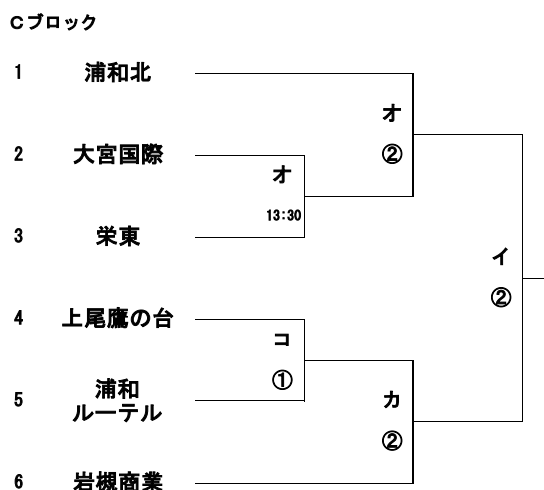 Cブロック
1 浦和北
オ
②
2 大宮国際
オ
13:30
3 栄東
イ
②
4 上尾鷹の台
コ
①
5 浦和
ルーテル
カ
②
6 岩槻商業